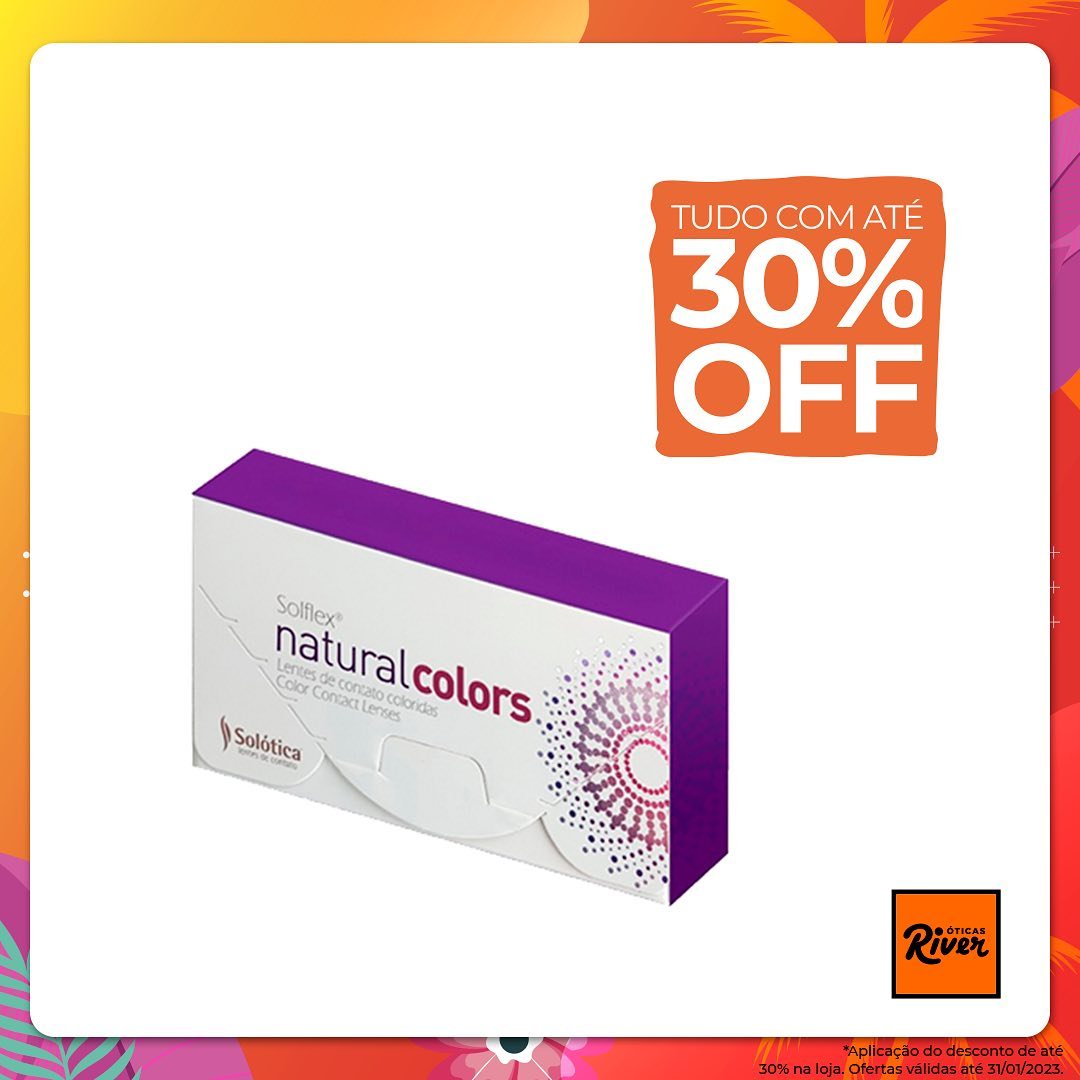 TUDO COM ATÉ
30%
OFF
Solflex®
naturalcolors
Lentes de contato coloridas
Color Contact Lenses
Solótica
lentes de contato
ÓTICAS
River
*Aplicação do desconto de até
30% na loja. Ofertas válidas até 31/01/2023.